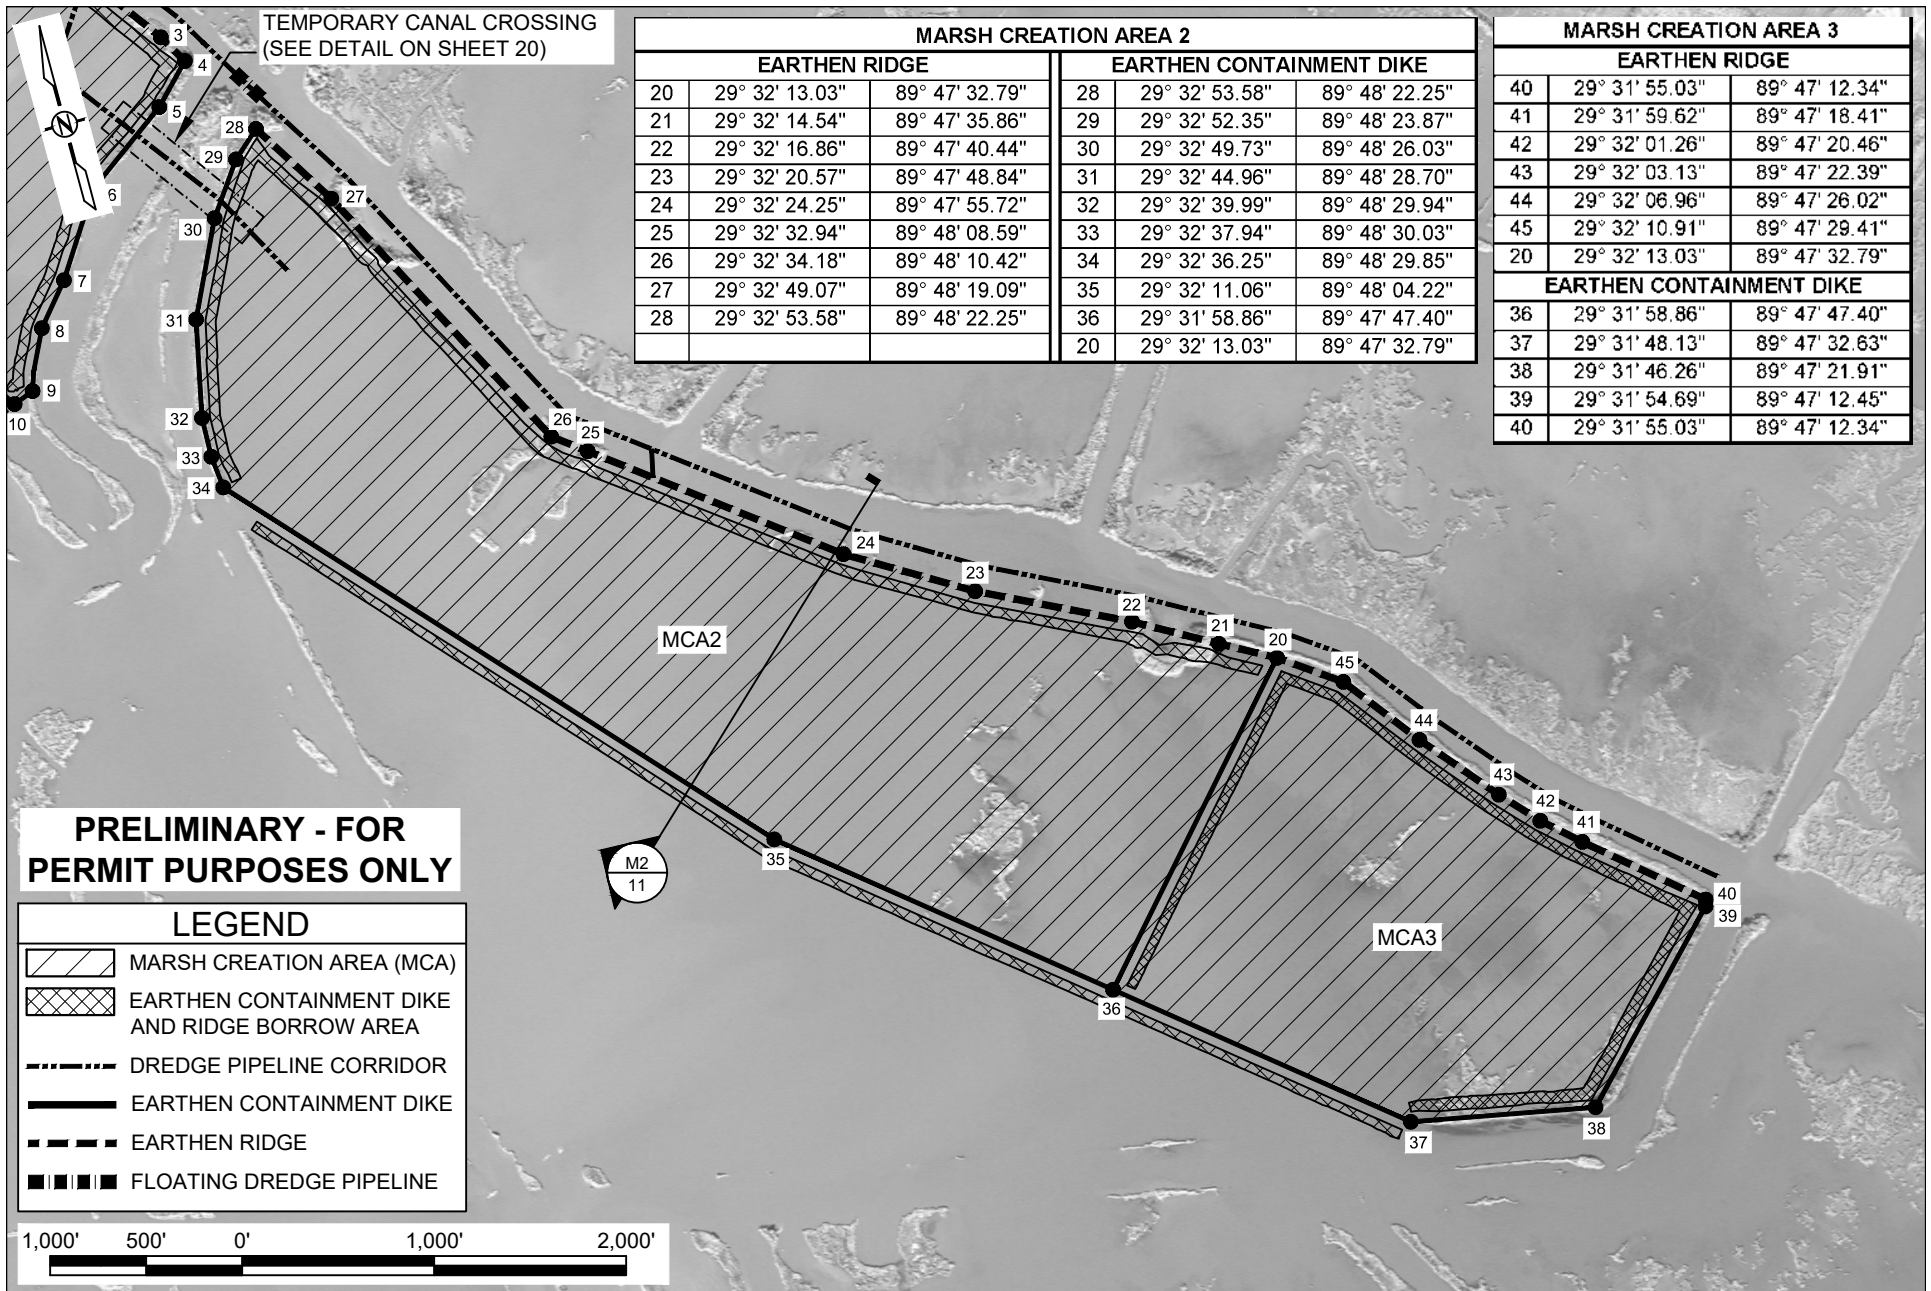 TEMPORARY CANAL CROSSING
(SEE DETAIL ON SHEET 20)
MARSH CREATION AREA 2
EARTHEN RIDGE EARTHEN CONTAINMENT DIKE
20 29° 32' 13.03" 89° 47' 32.79" 28 29° 32' 53.58" 89° 48' 22.25"
21 29° 32' 14.54" 89° 47' 35.86" 29 29° 32' 52.35" 89° 48' 23.87"
22 29° 32' 16.86" 89° 47' 40.44" 30 29° 32' 49.73" 89° 48' 26.03"
23 29° 32' 20.57" 89° 47' 48.84" 31 29° 32' 44.96" 89° 48' 28.70"
24 29° 32' 24.25" 89° 47' 55.72" 32 29° 32' 39.99" 89° 48' 29.94"
25 29° 32' 32.94" 89° 48' 08.59" 33 29° 32' 37.94" 89° 48' 30.03"
26 29° 32' 34.18" 89° 48' 10.42" 34 29° 32' 36.25" 89° 48' 29.85"
27 29° 32' 49.07" 89° 48' 19.09" 35 29° 32' 11.06" 89° 48' 04.22"
28 29° 32' 53.58" 89° 48' 22.25" 36 29° 31' 58.86" 89° 47' 47.40"
20 29° 32' 13.03" 89° 47' 32.79"
MARSH CREATION AREA 3
EARTHEN RIDGE
40 29° 31' 55.03" 89° 47' 12.34"
41 29° 31' 59.62" 89° 47' 18.41"
42 29° 32' 01.26" 89° 47' 20.46"
43 29° 32' 03.13" 89° 47' 22.39"
44 29° 32' 06.96" 89° 47' 26.02"
45 29° 32' 10.91" 89° 47' 29.41"
20 29° 32' 13.03" 89° 47' 32.79"
EARTHEN CONTAINMENT DIKE
36 29° 31' 58.86" 89° 47' 47.40"
37 29° 31' 48.13" 89° 47' 32.63"
38 29° 31' 46.26" 89° 47' 21.91"
39 29° 31' 54.69" 89° 47' 12.45"
40 29° 31' 55.03" 89° 47' 12.34"
3
4
5
N
6
7
8
9
10
28
29
27
30
31
32
33
34
26
25
24
23
22
21
20
45
44
43
42
41
40
39
38
37
36
35
MCA2
MCA3
M2
11
PRELIMINARY - FOR
PERMIT PURPOSES ONLY
LEGEND
MARSH CREATION AREA (MCA)
EARTHEN CONTAINMENT DIKE
AND RIDGE BORROW AREA
DREDGE PIPELINE CORRIDOR
EARTHEN CONTAINMENT DIKE
EARTHEN RIDGE
FLOATING DREDGE PIPELINE
1,000' 500' 0' 1,000' 2,000'